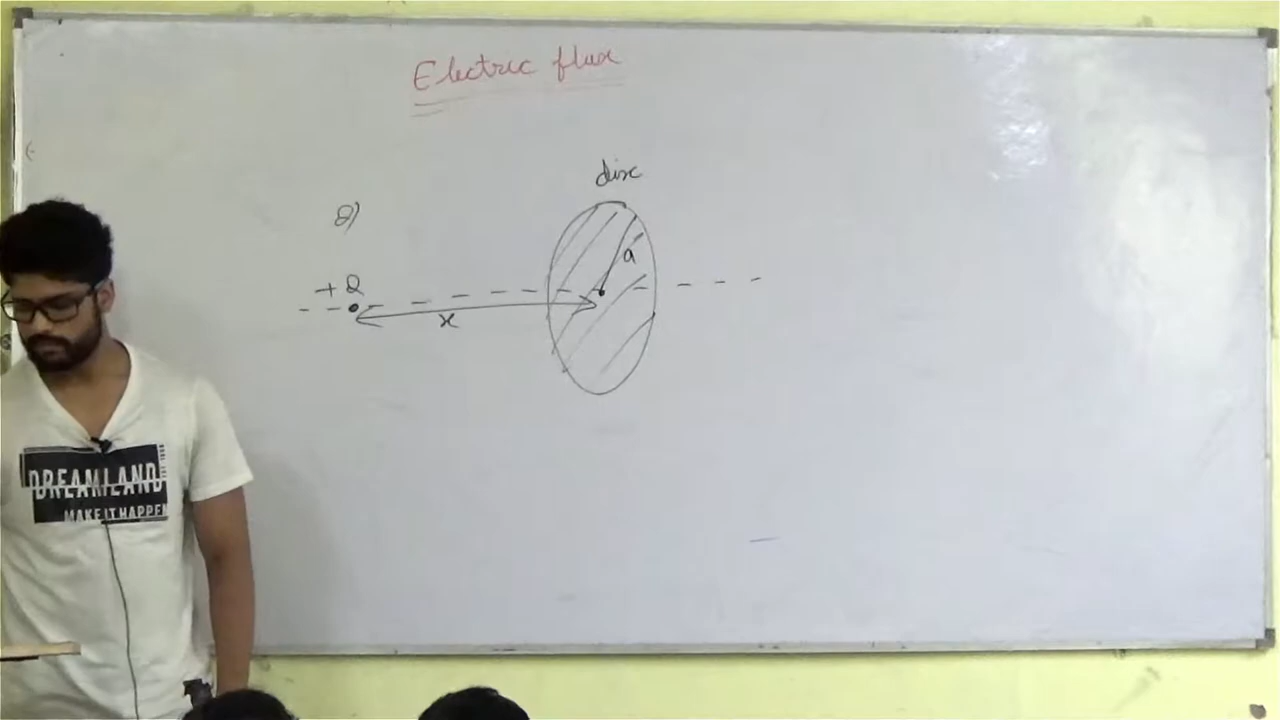 Electric flux
disc
Q)
a
+Q
x
DREAMLAND
MAKE IT HAPPEN